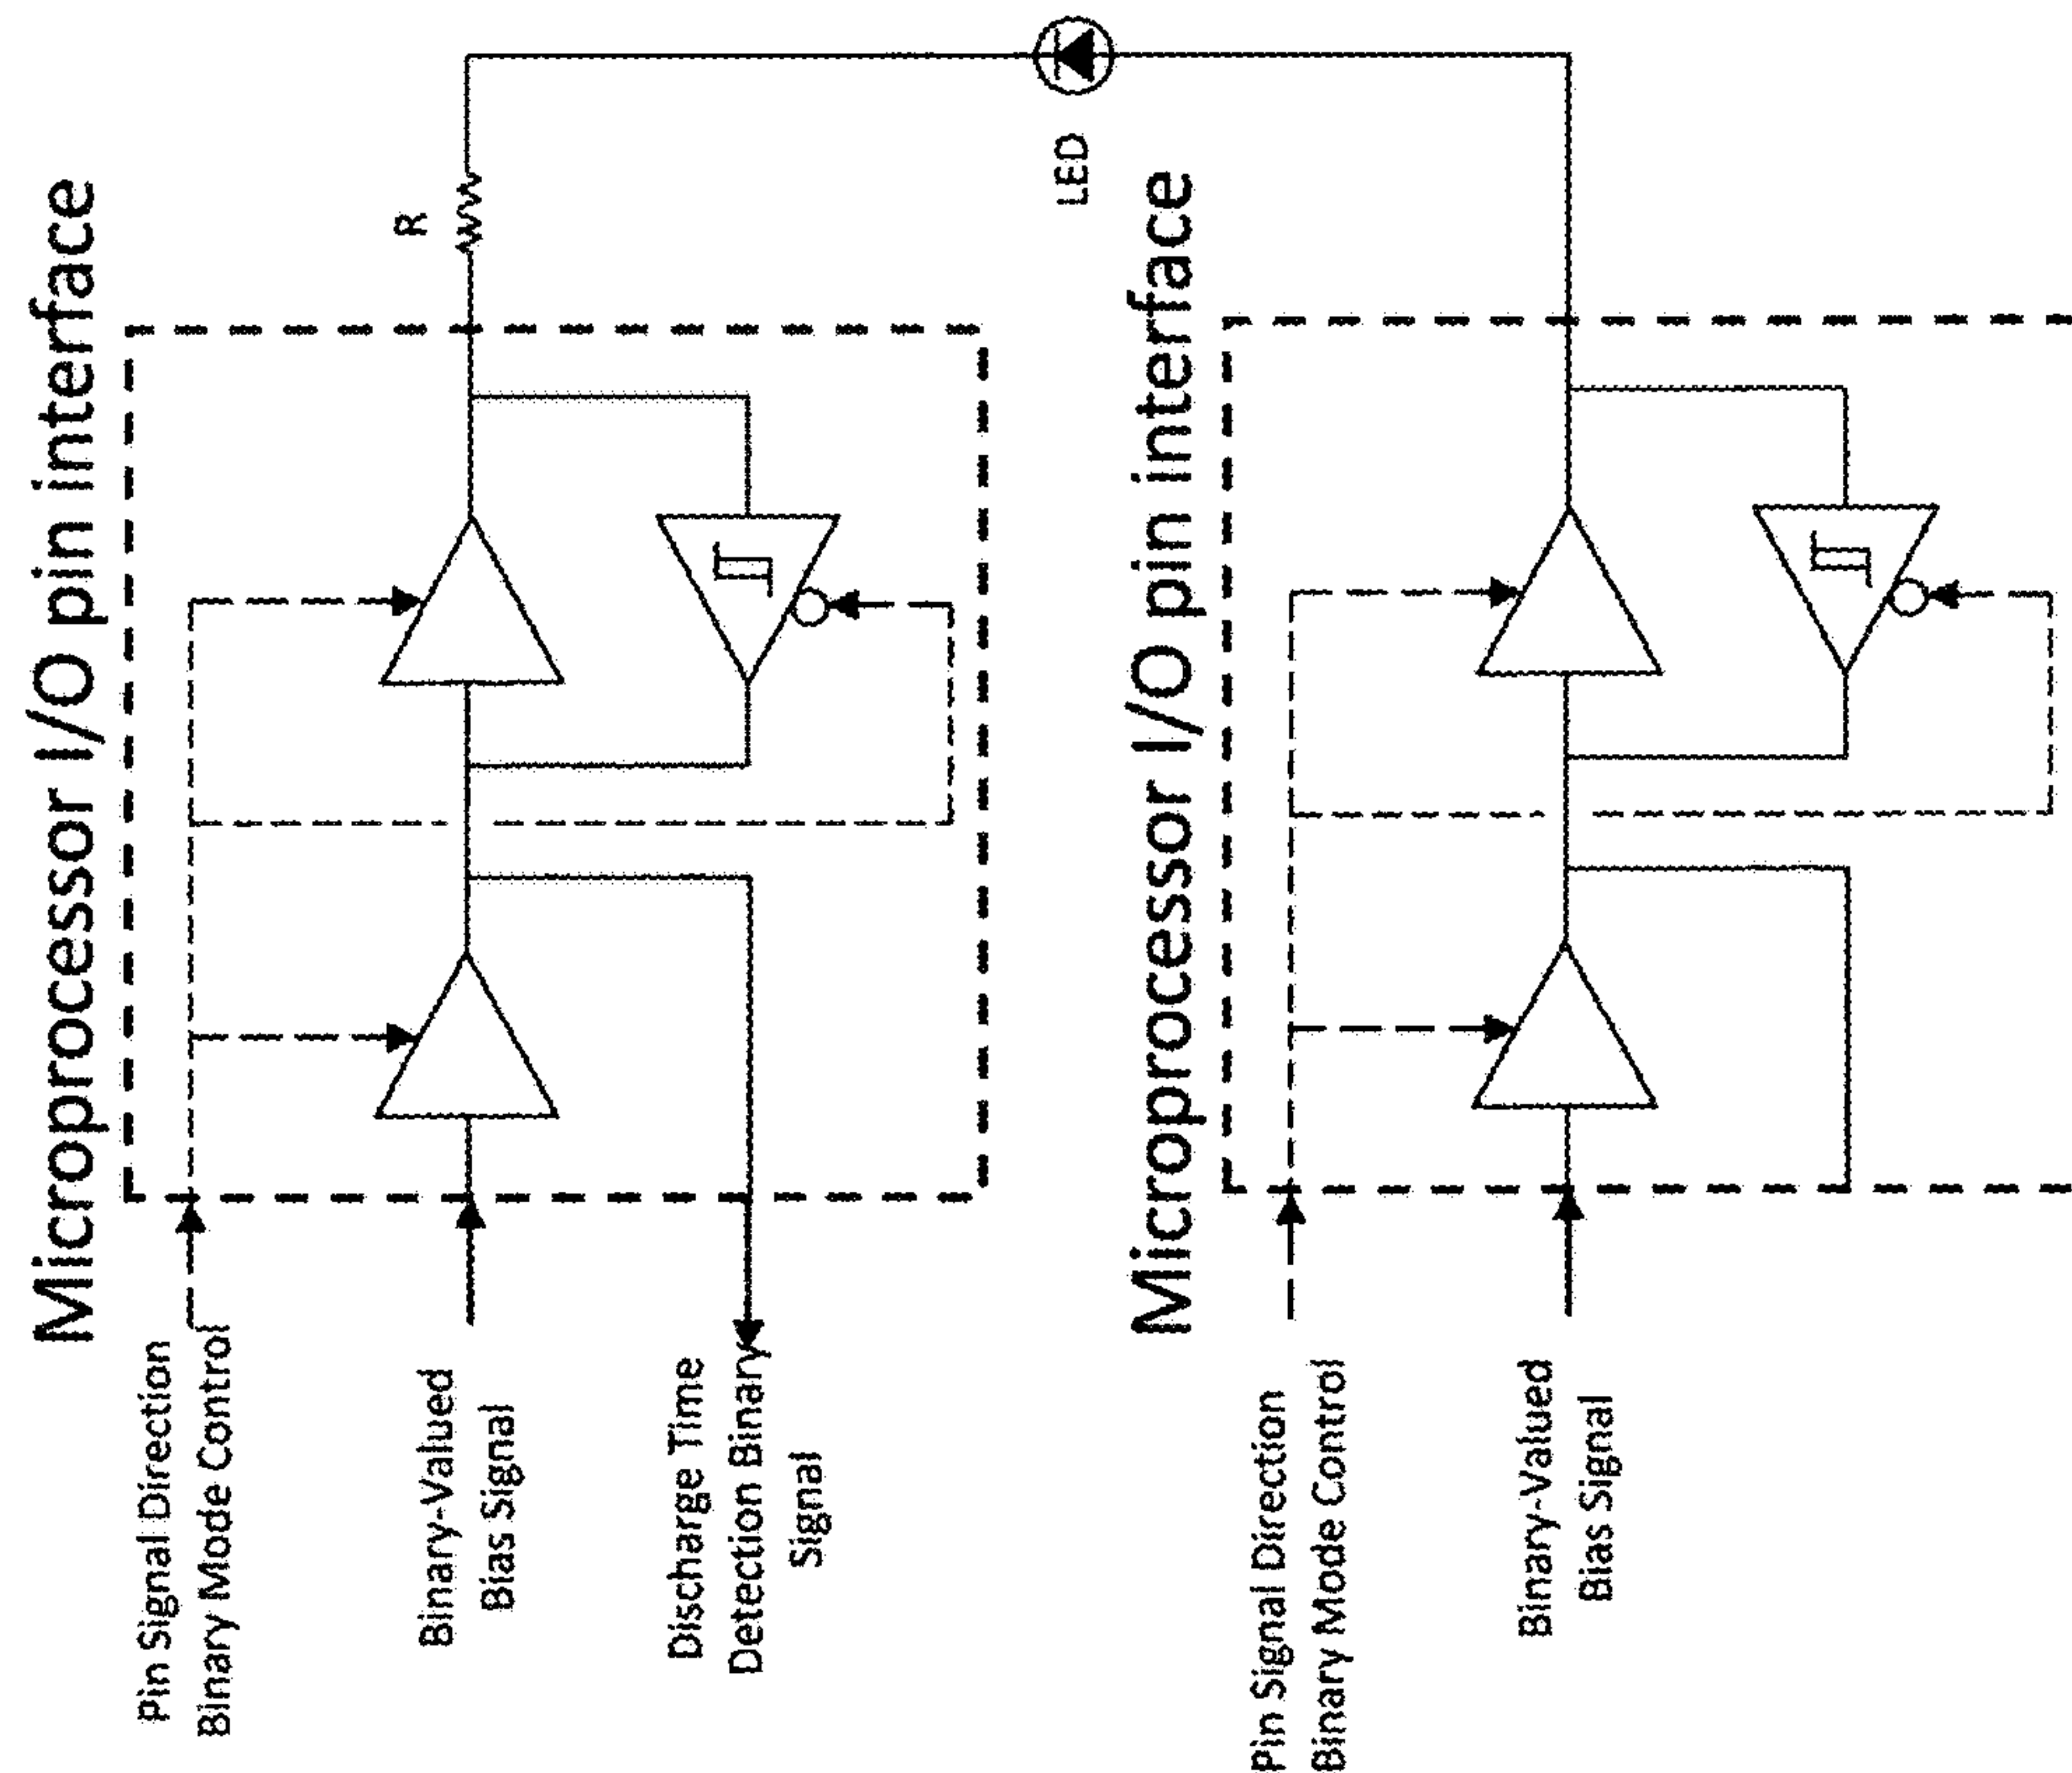 Microprocessor I/O pin interface
Pin Signal Direction
Binary Mode Control
Binary-Valued
Bias Signal
Discharge Time
Detection Binary
Signal
R
LED
Microprocessor I/O pin interface
Pin Signal Direction
Binary Mode Control
Binary-Valued
Bias Signal